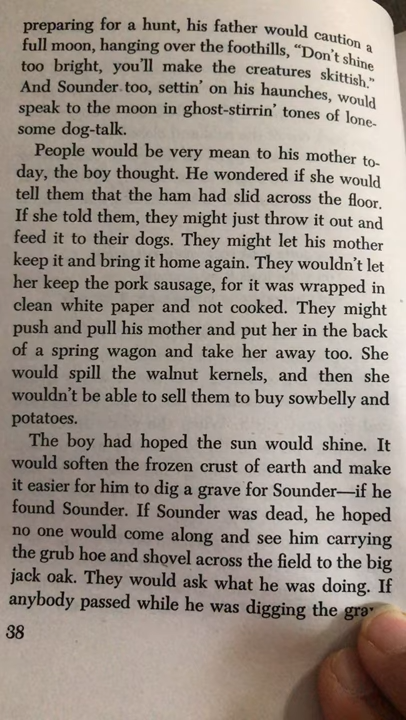 preparing for a hunt, his father would caution a
full moon, hanging over the foothills, “Don’t shine
too bright, you’ll make the creatures skittish.”
And Sounder too, settin’ on his haunches, would
speak to the moon in ghost-stirrin’ tones of lone-
some dog-talk.
People would be very mean to his mother to-
day, the boy thought. He wondered if she would
tell them that the ham had slid across the floor.
If she told them, they might just throw it out and
feed it to their dogs. They might let his mother
keep it and bring it home again. They wouldn’t let
her keep the pork sausage, for it was wrapped in
clean white paper and not cooked. They might
push and pull his mother and put her in the back
of a spring wagon and take her away too. She
would spill the walnut kernels, and then she
wouldn’t be able to sell them to buy sowbelly and
potatoes.
The boy had hoped the sun would shine. It
would soften the frozen crust of earth and make
it easier for him to dig a grave for Sounder—if he
found Sounder. If Sounder was dead, he hoped
no one would come along and see him carrying
the grub hoe and shovel across the field to the big
jack oak. They would ask what he was doing. If
anybody passed while he was digging the
38